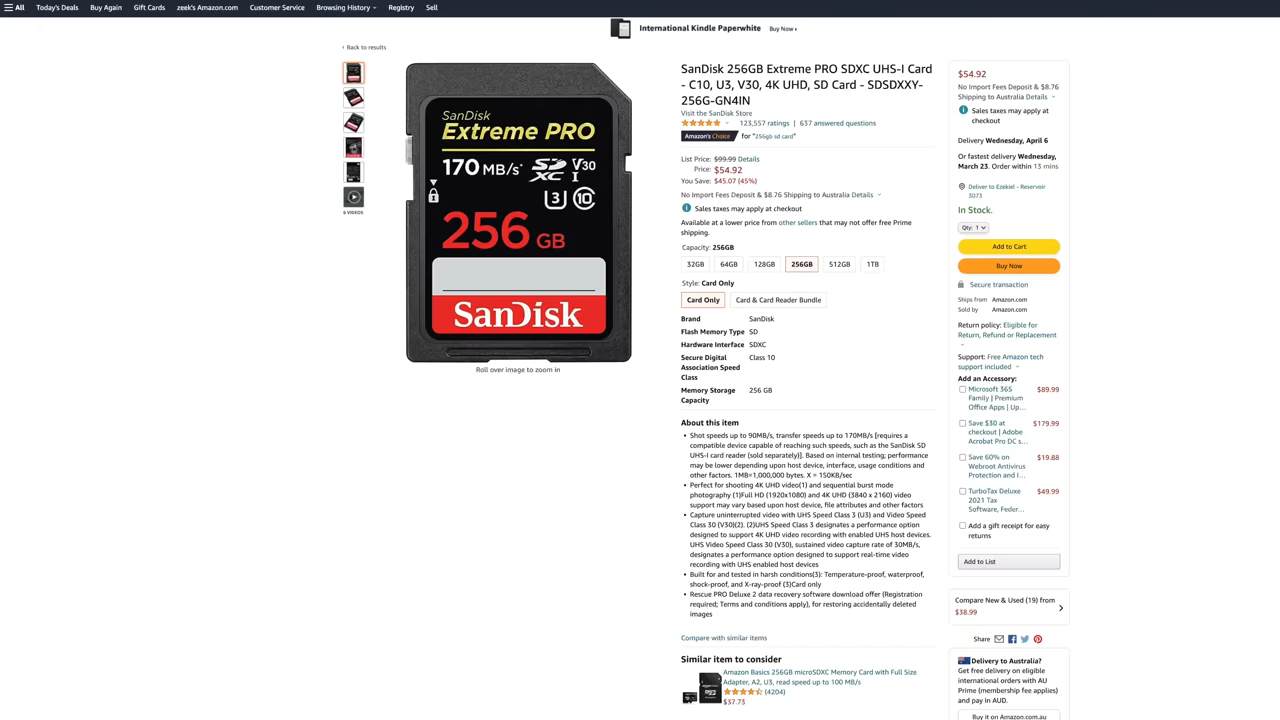 All
Today's Deals
Buy Again
Gift Cards
zeek's Amazon.com
Customer Service
Browsing History
Registry
Sell
International Kindle Paperwhite Buy Now
‹ Back to results
6 VIDEOS
SanDisk
Extreme PRO
170 MB/s*
SD XC
V30
I
U3
C10
256 GB
SanDisk
Roll over image to zoom in
SanDisk 256GB Extreme PRO SDXC UHS-I Card
- C10, U3, V30, 4K UHD, SD Card - SDSDXXY-
256G-GN4IN
Visit the SanDisk Store
123,557 ratings | 637 answered questions
Amazon's Choice for "256gb sd card"
List Price: $99.99 Details
Price: $54.92
You Save: $45.07 (45%)
No Import Fees Deposit & $8.76 Shipping to Australia Details
Sales taxes may apply at checkout
Available at a lower price from other sellers that may not offer free Prime
shipping.
Capacity: 256GB
32GB 64GB 128GB 256GB 512GB 1TB
Style: Card Only
Card Only Card & Card Reader Bundle
Brand SanDisk
Flash Memory Type SD
Hardware Interface SDXC
Secure Digital Class 10
Association Speed
Class
Memory Storage 256 GB
Capacity
About this item
• Shot speeds up to 90MB/s, transfer speeds up to 170MB/s [requires a
compatible device capable of reaching such speeds, such as the SanDisk SD
UHS-I card reader (sold separately)]. Based on internal testing; performance
may be lower depending upon host device, interface, usage conditions and
other factors. 1MB=1,000,000 bytes. X = 150KB/sec
• Perfect for shooting 4K UHD video(1) and sequential burst mode
photography (1)Full HD (1920x1080) and 4K UHD (3840 x 2160) video
support may vary based upon host device, file attributes and other factors
• Capture uninterrupted video with UHS Speed Class 3 (U3) and Video Speed
Class 30 (V30)(2). (2)UHS Speed Class 3 designates a performance option
designed to support 4K UHD video recording with enabled UHS host devices.
UHS Video Speed Class 30 (V30), sustained video capture rate of 30MB/s,
designates a performance option designed to support real-time video
recording with UHS enabled host devices
• Built for and tested in harsh conditions(3): Temperature-proof, waterproof,
shock-proof, and X-ray-proof (3)Card only
• Rescue PRO Deluxe 2 data recovery software download offer (Registration
required; Terms and conditions apply), for restoring accidentally deleted
images
Compare with similar items
Similar item to consider
Amazon Basics 256GB microSDXC Memory Card with Full Size
Adapter, A2, U3, read speed up to 100 MB/s
(4204)
$37.73
$54.92
No Import Fees Deposit & $8.76
Shipping to Australia Details
Sales taxes may apply at
checkout
Delivery Wednesday, April 6
Or fastest delivery Wednesday,
March 23. Order within 13 mins
Deliver to Ezekiel - Reservoir
3073
In Stock.
Qty: 1
Add to Cart
Buy Now
Secure transaction
Ships from Amazon.com
Sold by Amazon.com
Return policy: Eligible for
Return, Refund or Replacement
Support: Free Amazon tech
support included
Add an Accessory:
Microsoft 365 $89.99
Family | Premium
Office Apps | Up...
Save $30 at $179.99
checkout | Adobe
Acrobat Pro DC s...
Save 60% on $19.88
Webroot Antivirus
Protection and I...
TurboTax Deluxe $49.99
2021 Tax
Software, Feder...
Add a gift receipt for easy
returns
Add to List
Compare New & Used (19) from
$38.99
Share
Delivery to Australia?
Get free delivery on eligible
international orders with AU
Prime (membership fee applies)
and pay in AUD.
Buy it on Amazon.com.au